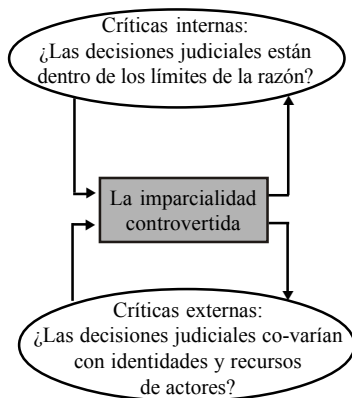 Críticas internas:
¿Las decisiones judiciales están
dentro de los límites de la razón?
La imparcialidad
controvertida
Críticas externas:
¿Las decisiones judiciales co-varían
con identidades y recursos
de actores?